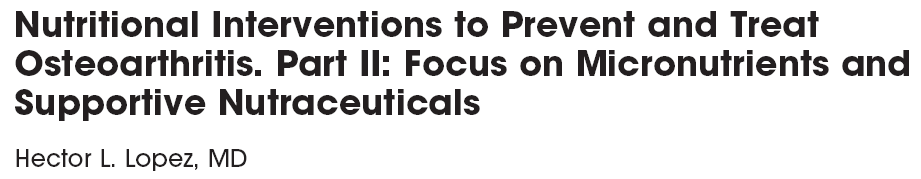 Nutritional Interventions to Prevent and Treat
Osteoarthritis. Part II: Focus on Micronutrients and
Supportive Nutraceuticals
Hector L. Lopez, MD